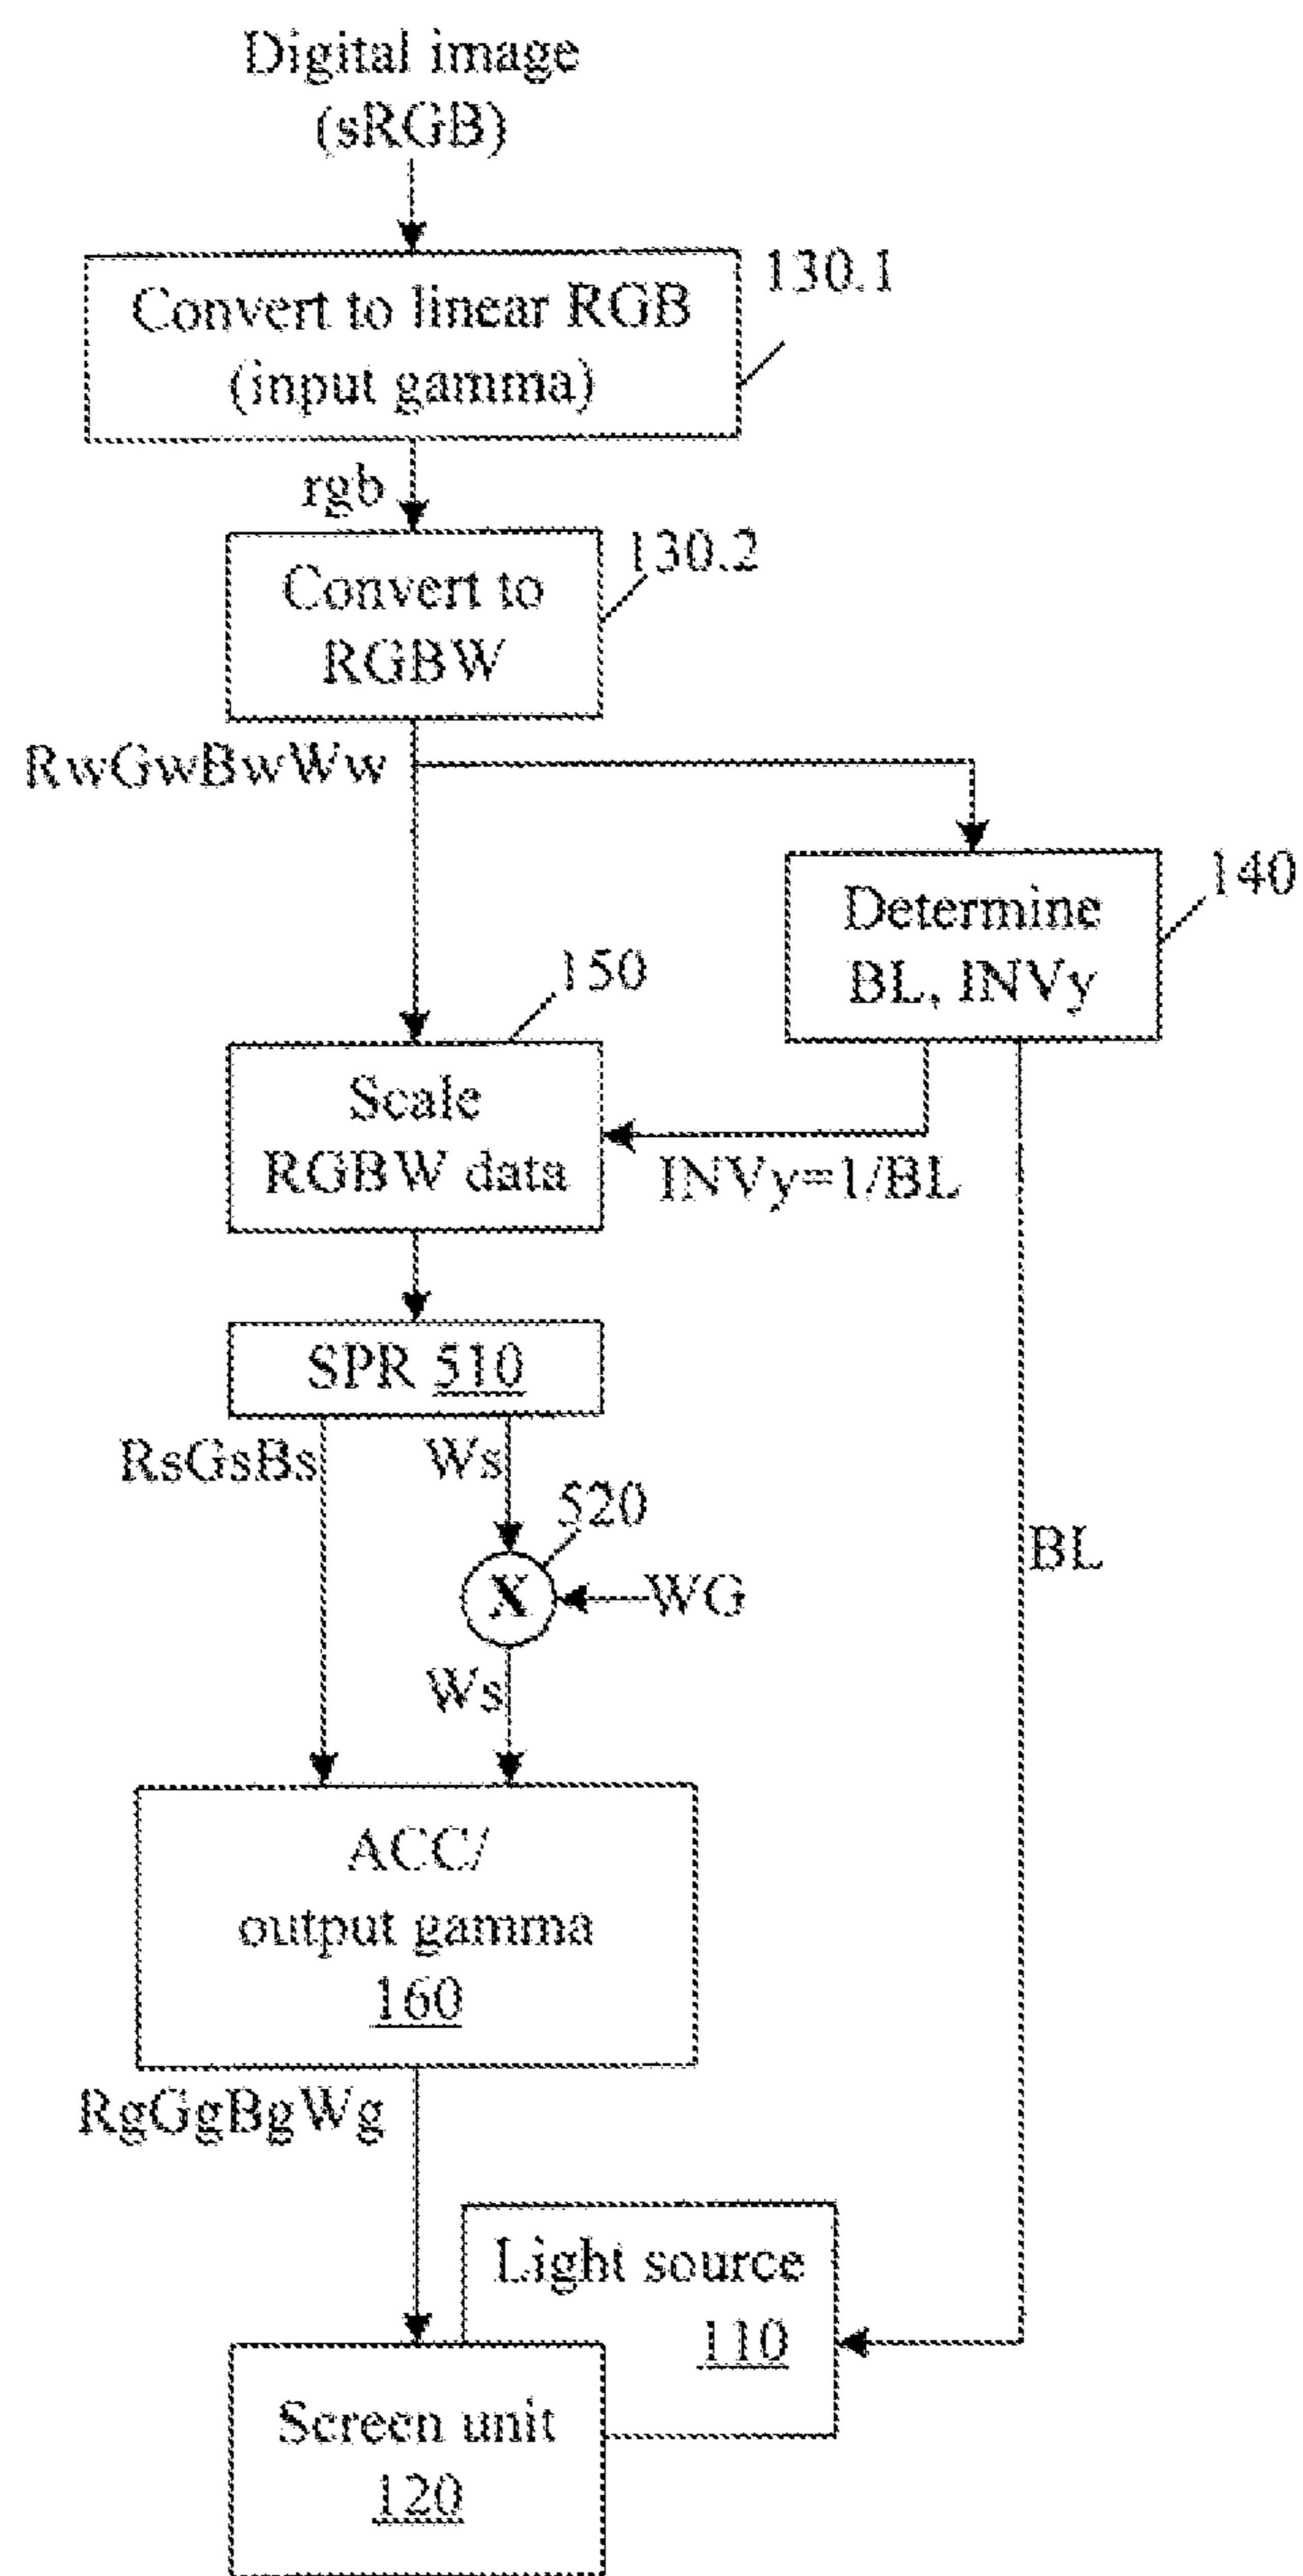 Digital image
(sRGB)
Convert to linear RGB
(input gamma)
130.1
rgb
Convert to
RGBW
130.2
RwGwBwWw
Determine
BL, INVy
140
150
Scale
RGBW data
INVy=1/BL
SPR 510
RsGsBs
Ws
520
X
WG
BL
Ws
ACC/
output gamma
160
RgGgBgWg
Light source
110
Screen unit
120